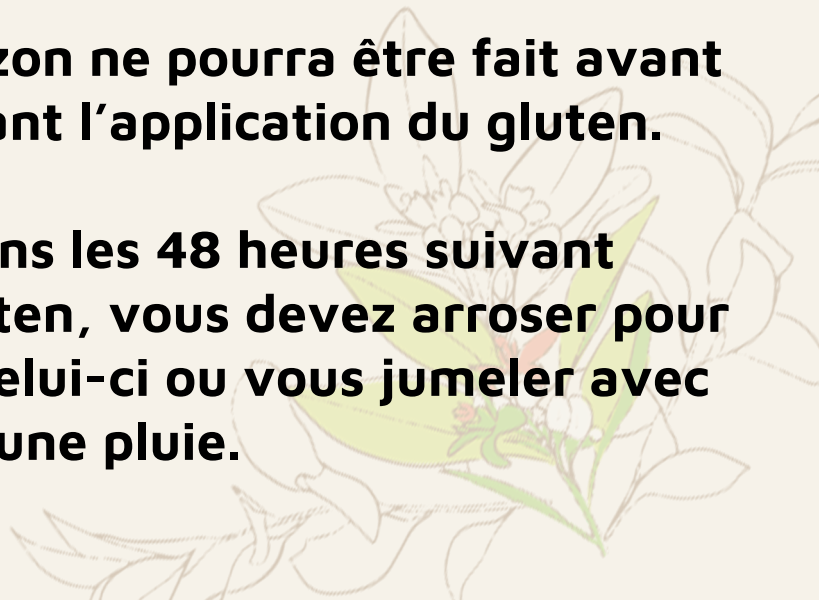 zon ne pourra être fait avant
ant l’application du gluten.
ns les 48 heures suivant
ten, vous devez arroser pour
elui-ci ou vous jumeler avec
une pluie.